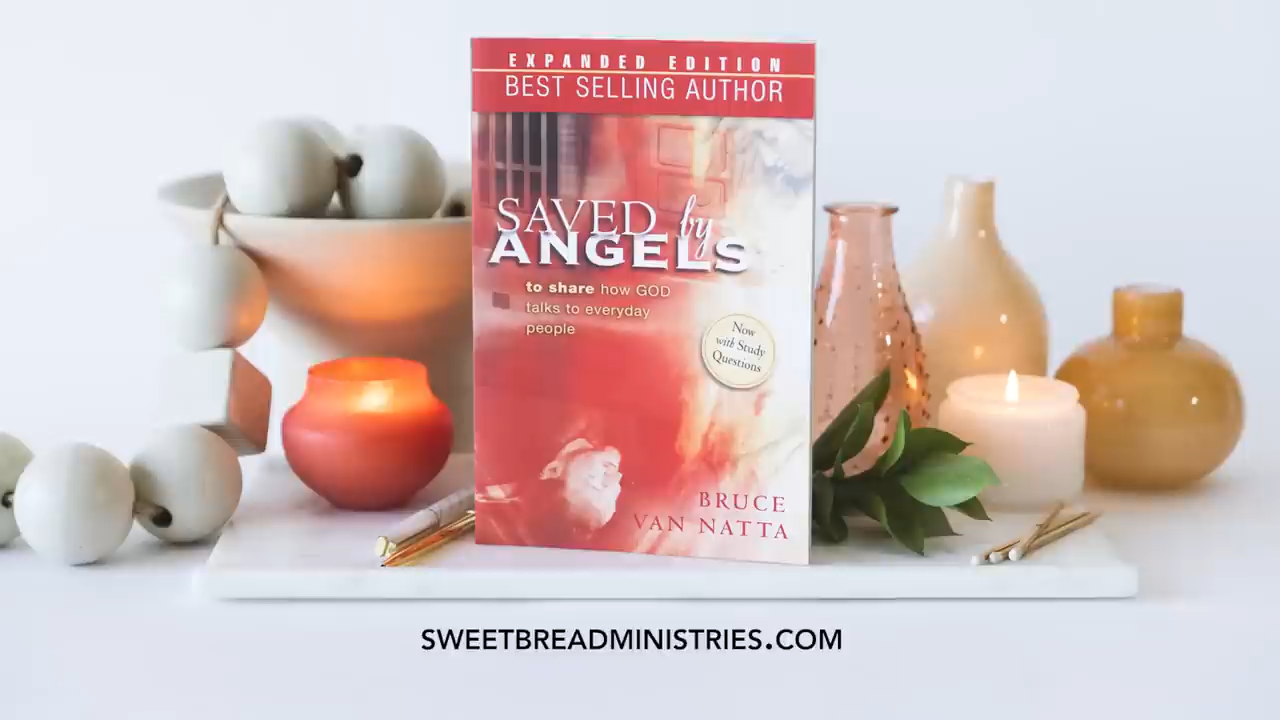 EXPANDED EDITION
BEST SELLING AUTHOR
SAVED by
ANGELS
to share how GOD
talks to everyday
people
Now
with Study
Questions
BRUCE
VAN NATTA
SWEETBREADMINISTRIES.COM